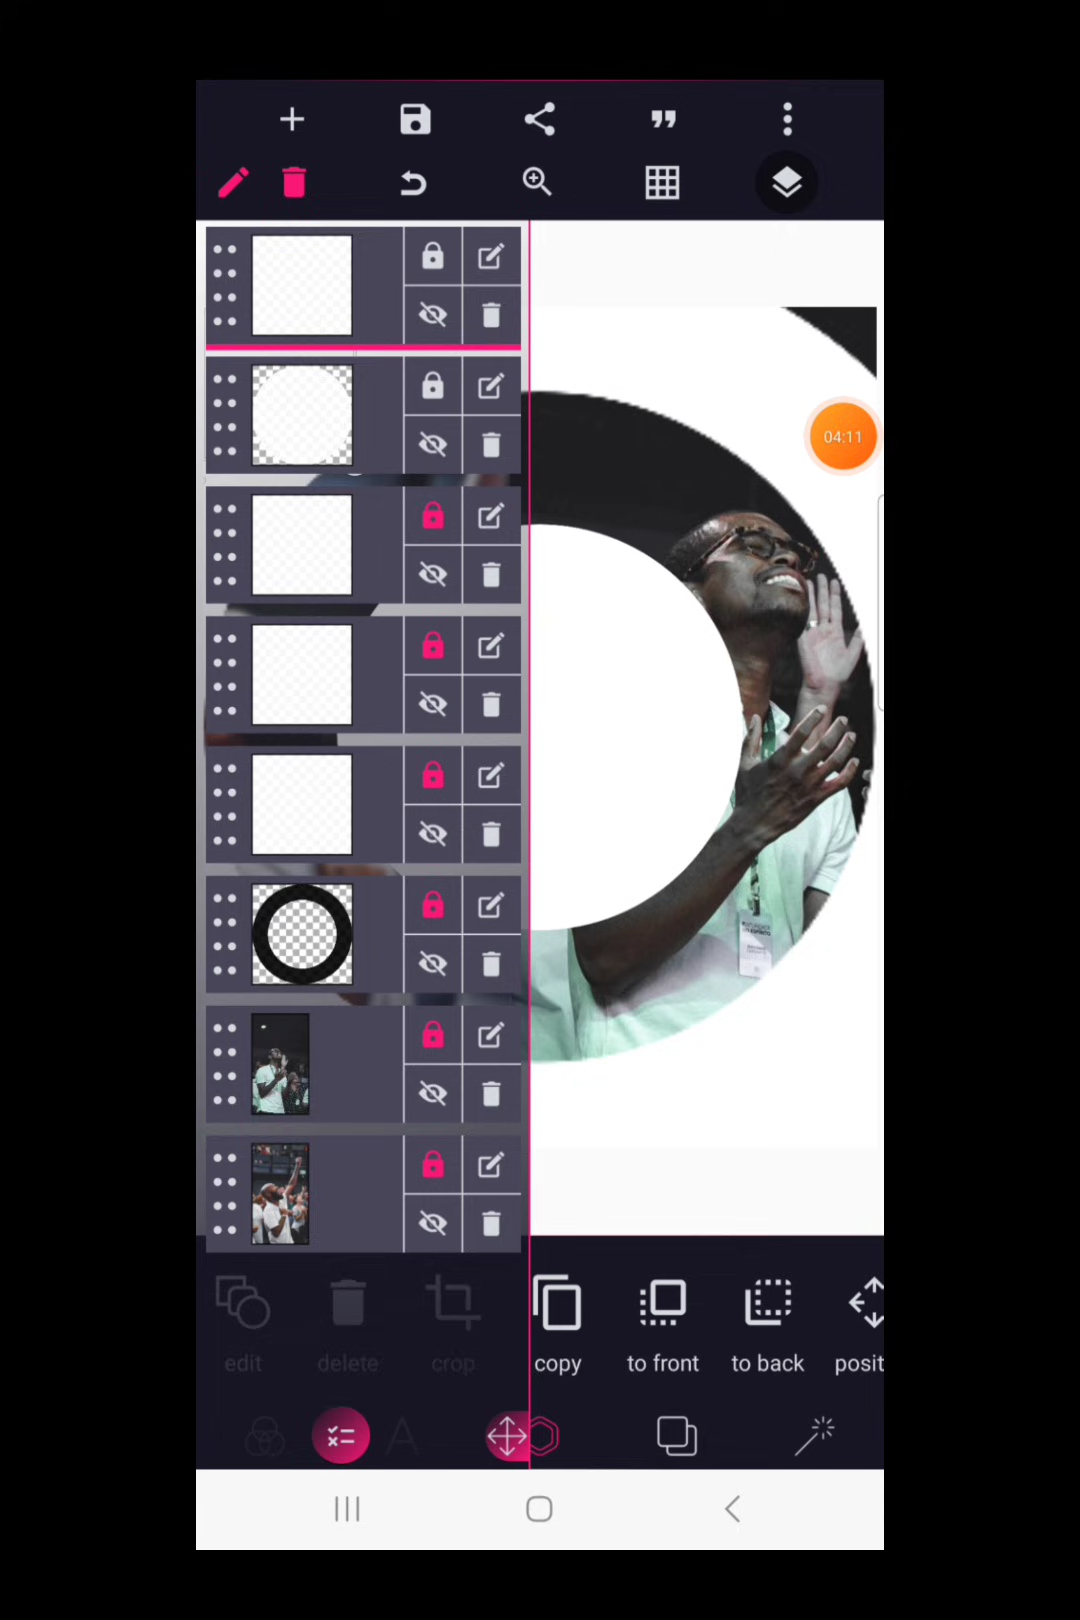 04:11
edit
delete
crop
copy
to front
to back
posit